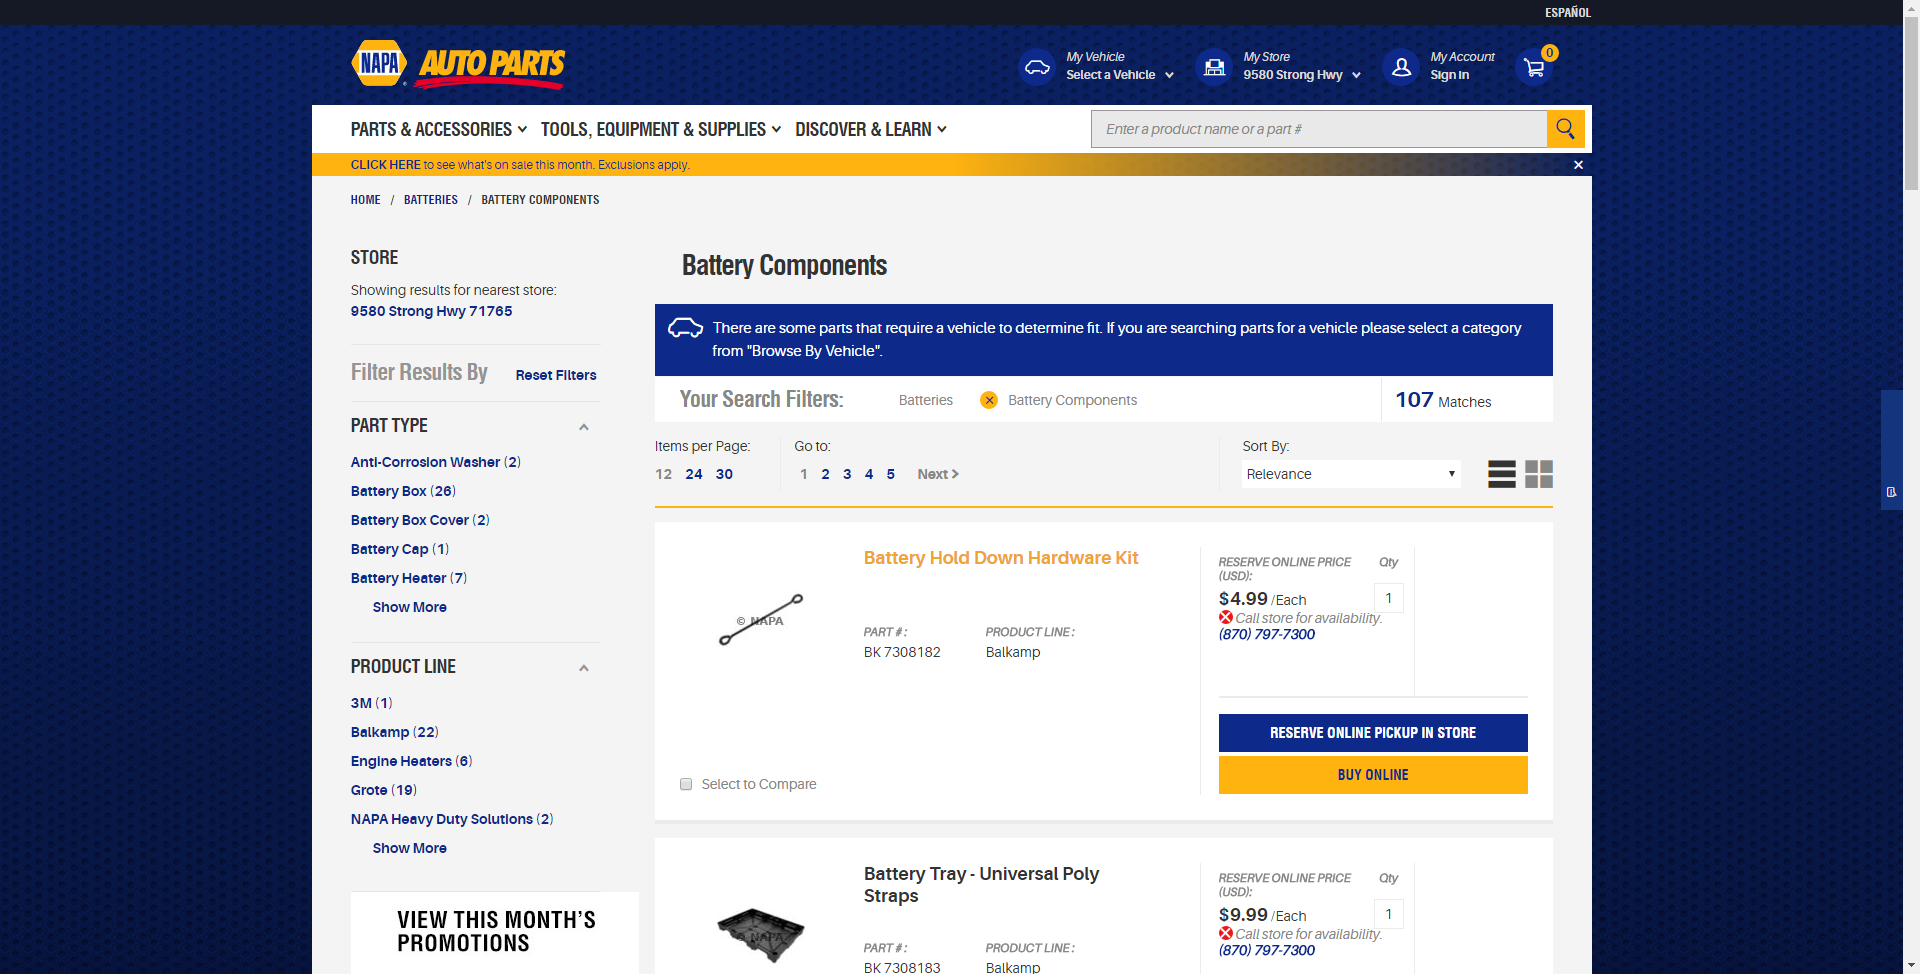 ESPAÑOL
NAPA AUTO PARTS
My Vehicle
Select a Vehicle
My Store
9580 Strong Hwy
My Account
Sign In
0
PARTS & ACCESSORIES
TOOLS, EQUIPMENT & SUPPLIES
DISCOVER & LEARN
Enter a product name or a part #
CLICK HERE to see what's on sale this month. Exclusions apply.
HOME / BATTERIES / BATTERY COMPONENTS
STORE
Showing results for nearest store:
9580 Strong Hwy 71765
Filter Results By
Reset Filters
PART TYPE
Anti-Corrosion Washer (2)
Battery Box (26)
Battery Box Cover (2)
Battery Cap (1)
Battery Heater (7)
Show More
PRODUCT LINE
3M (1)
Balkamp (22)
Engine Heaters (6)
Grote (19)
NAPA Heavy Duty Solutions (2)
Show More
VIEW THIS MONTH'S
PROMOTIONS
Battery Components
There are some parts that require a vehicle to determine fit. If you are searching parts for a vehicle please select a category
from "Browse By Vehicle".
Your Search Filters:
Batteries
Battery Components
107 Matches
Items per Page:
12 24 30
Go to:
1 2 3 4 5 Next >
Sort By:
Relevance
© NAPA
Battery Hold Down Hardware Kit
PART # :
BK 7308182
PRODUCT LINE :
Balkamp
Select to Compare
RESERVE ONLINE PRICE
(USD):
Qty
$4.99 /Each
1
Call store for availability.
(870) 797-7300
RESERVE ONLINE PICKUP IN STORE
BUY ONLINE
© NAPA
Battery Tray - Universal Poly
Straps
PART # :
BK 7308183
PRODUCT LINE :
Balkamp
RESERVE ONLINE PRICE
(USD):
Qty
$9.99 /Each
1
Call store for availability.
(870) 797-7300